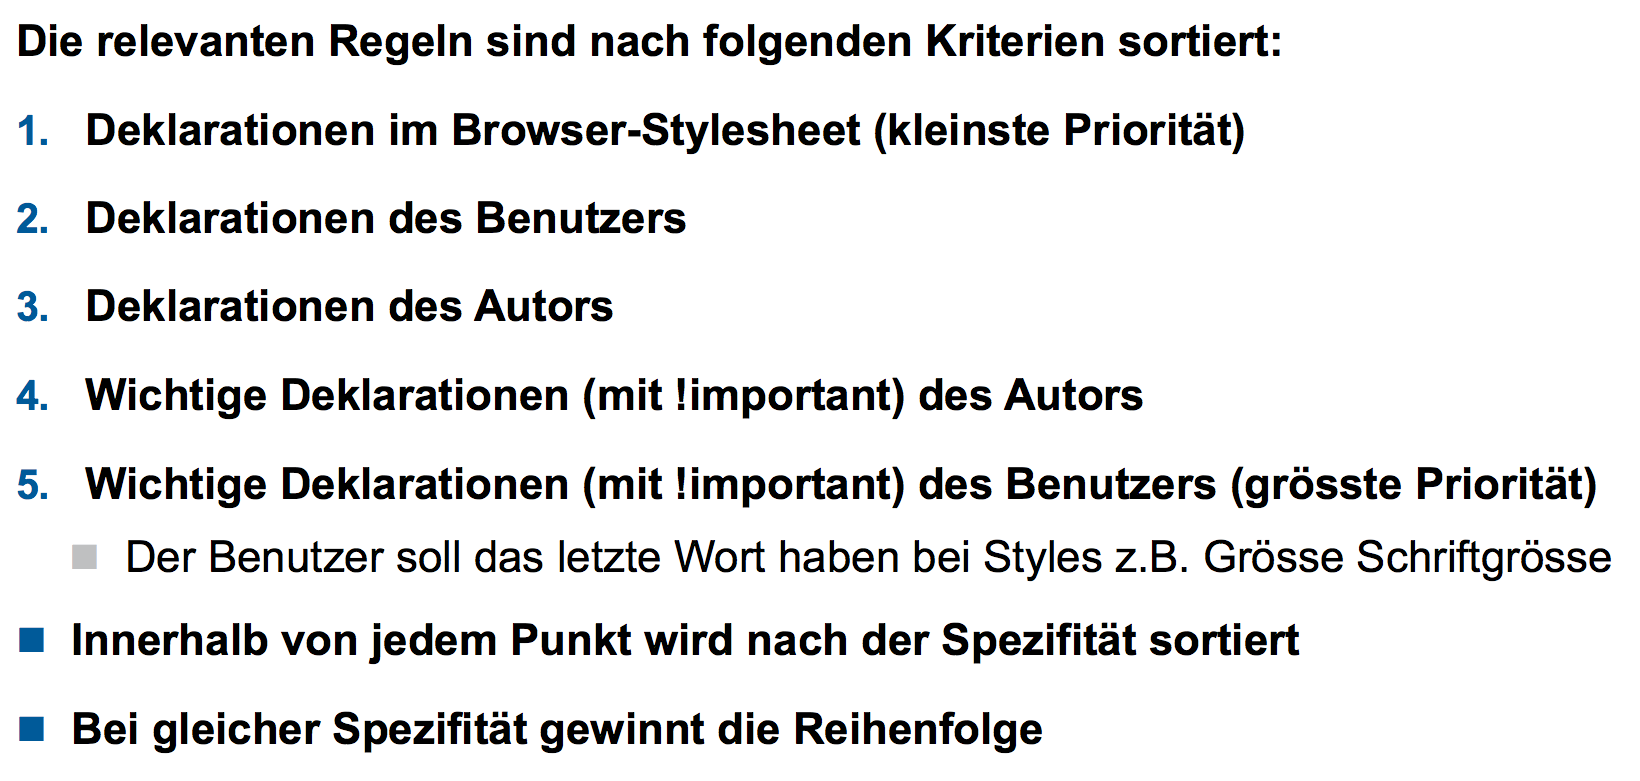 Die relevanten Regeln sind nach folgenden Kriterien sortiert:
1. Deklarationen im Browser-Stylesheet (kleinste Priorität)
2. Deklarationen des Benutzers
3. Deklarationen des Autors
4. Wichtige Deklarationen (mit !important) des Autors
5. Wichtige Deklarationen (mit !important) des Benutzers (grösste Priorität)
Der Benutzer soll das letzte Wort haben bei Styles z.B. Grösse Schriftgrösse
Innerhalb von jedem Punkt wird nach der Spezifität sortiert
Bei gleicher Spezifität gewinnt die Reihenfolge